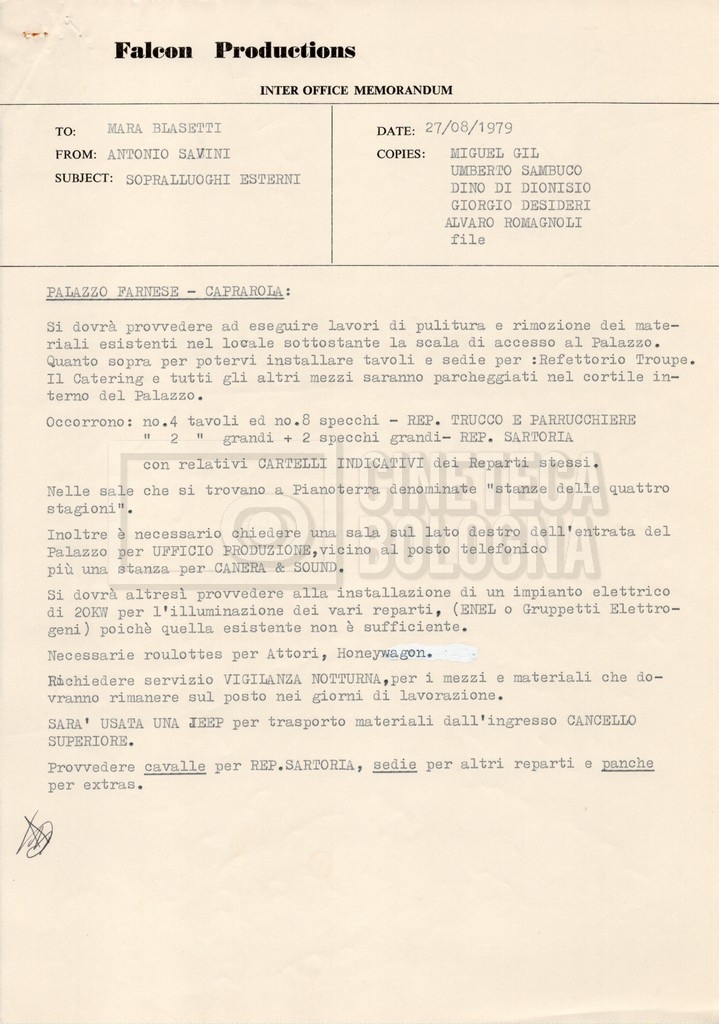 Falcon Productions
INTER OFFICE MEMORANDUM
TO: MARA BLASETTI
FROM: ANTONIO SAVINI
SUBJECT: SOPRALLUOGHI ESTERNI
DATE: 27/08/1979
COPIES: MIGUEL GIL
UMBERTO SAMBUCO
DINO DI DIONISIO
GIORGIO DESIDERI
ALVARO ROMAGNOLI
file
PALAZZO FARNESE - CAPRAROLA:
Si dovrà provvedere ad eseguire lavori di pulitura e rimozione dei mate-
riali esistenti nel locale sottostante la scala di accesso al Palazzo.
Quanto sopra per potervi installare tavoli e sedie per :Refettorio Troupe.
Il Catering e tutti gli altri mezzi saranno parcheggiati nel cortile in-
terno del Palazzo.
Occorrono: no.4 tavoli ed no.8 specchi - REP. TRUCCO E PARRUCCHIERE
" 2 " grandi + 2 specchi grandi- REP. SARTORIA
con relativi CARTELLI INDICATIVI dei Reparti stessi.
Nelle sale che si trovano a Pianoterra denominate "stanze delle quattro
stagioni".
Inoltre è necessario chiedere una sala sul lato destro dell'entrata del
Palazzo per UFFICIO PRODUZIONE,vicino al posto telefonico
più una stanza per CANERA & SOUND.
Si dovrà altresì provvedere alla installazione di un impianto elettrico
di 20KW per l'illuminazione dei vari reparti, (ENEL o Gruppetti Elettro-
geni) poichè quella esistente non è sufficiente.
Necessarie roulottes per Attori, Honeywagon.
Richiedere servizio VIGILANZA NOTTURNA,per i mezzi e materiali che do-
vranno rimanere sul posto nei giorni di lavorazione.
SARA' USATA UNA JEEP per trasporto materiali dall'ingresso CANCELLO
SUPERIORE.
Provvedere cavalle per REP.SARTORIA, sedie per altri reparti e panche
per extras.
CINETECA
BOLOGNA